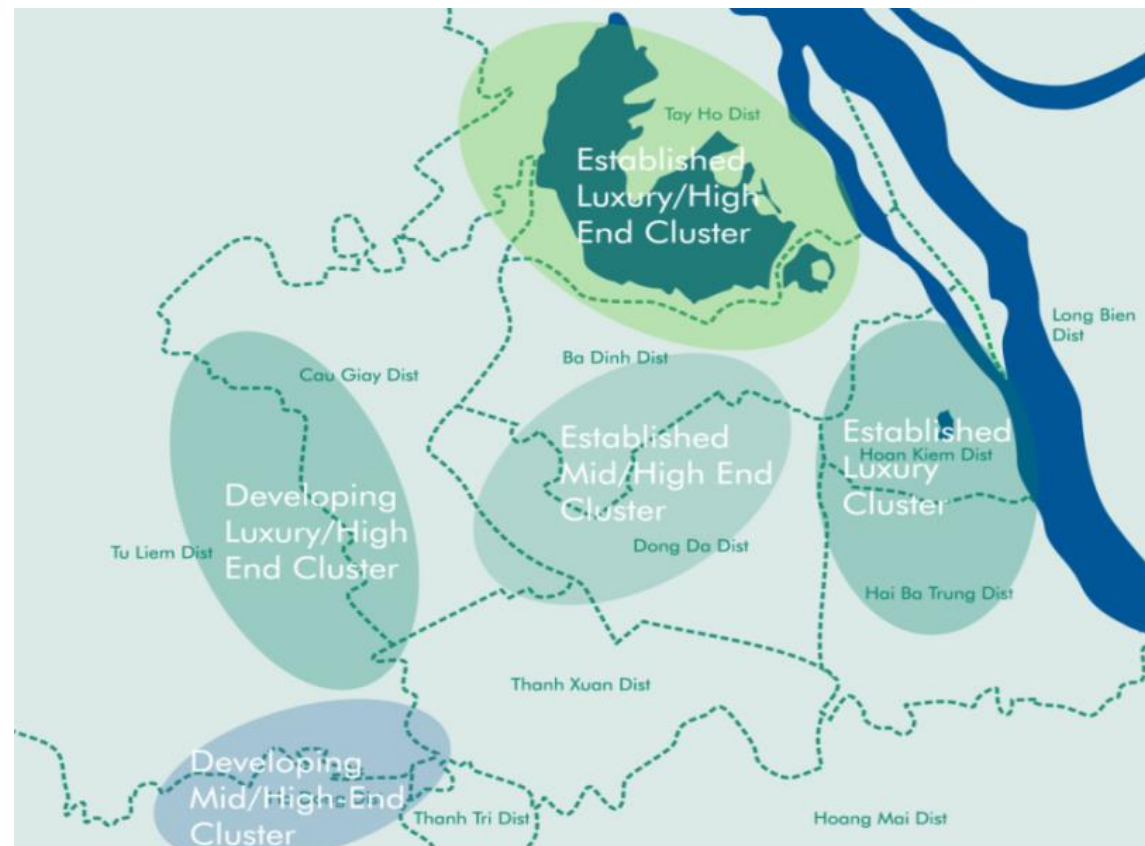 Tay Ho Dist
Established
Luxury/High
End Cluster
Long Bien
Dist
Ba Dinh Dist
Cau Giay Dist
Established
Mid/High End
Cluster
Established
Hoan Kiem Dist
Luxury
Cluster
Developing
Luxury/High
End Cluster
Tu Liem Dist
Dong Da Dist
Hai Ba Trung Dist
Thanh Xuan Dist
Developing
Mid/High-End
Cluster
Thanh Tri Dist
Hoang Mai Dist